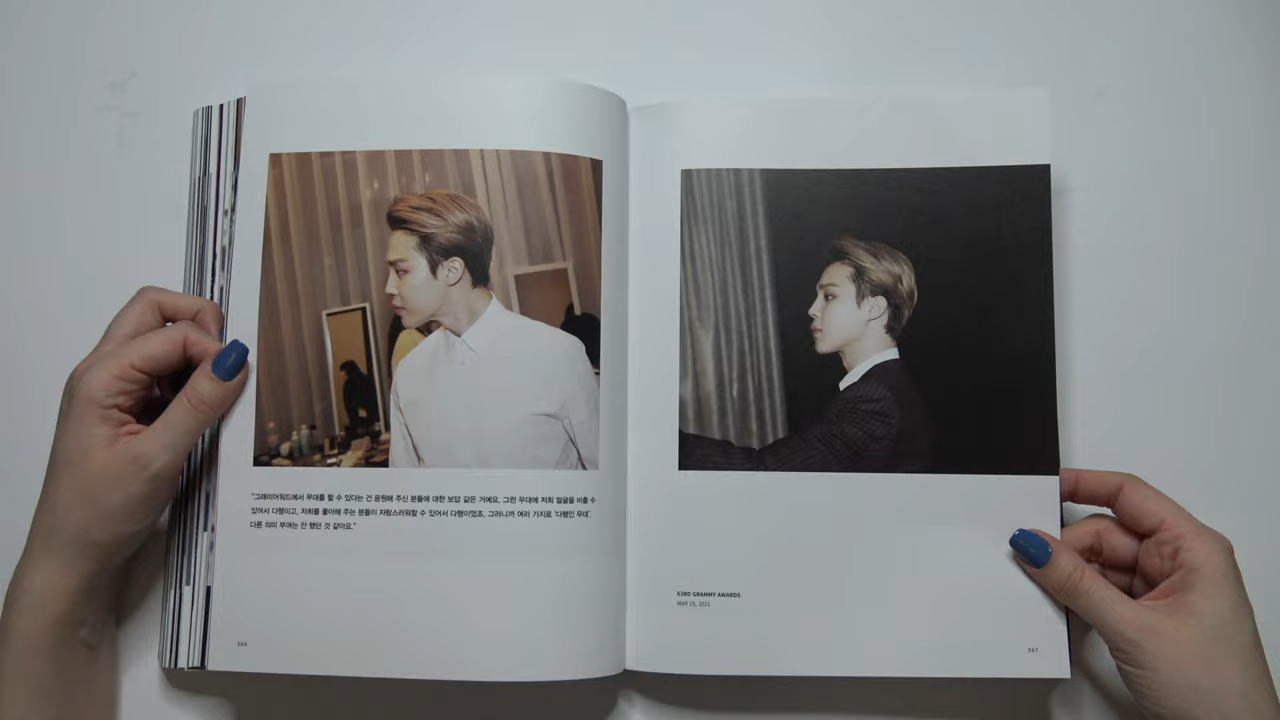 "그래미어워드에서 무대를 할 수 있다는 건 응원해 주신 분들에 대한 보답 같은 거예요. 그런 무대에 저희 얼굴을 비출 수
있어서 다행이고, 저희를 좋아해 주는 분들이 자랑스러워할 수 있어서 다행이었죠. 그러니까 여러 가지로 '다행인 무대'.
다른 의미 부여는 안 했던 것 같아요."
366
63RD GRAMMY AWARDS
MAR 15, 2021
367